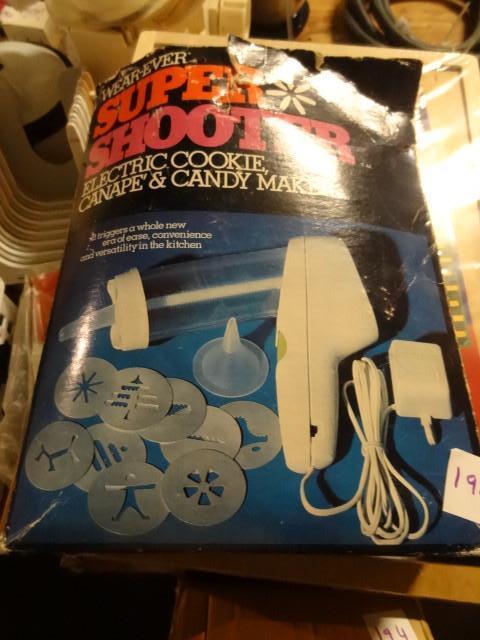 WEAR-EVER
SUPER
SHOOTER
ELECTRIC COOKIE,
CANAPE' & CANDY MAKE
triggers a whole new
era of ease, convenience
and versatility in the kitchen
19
194